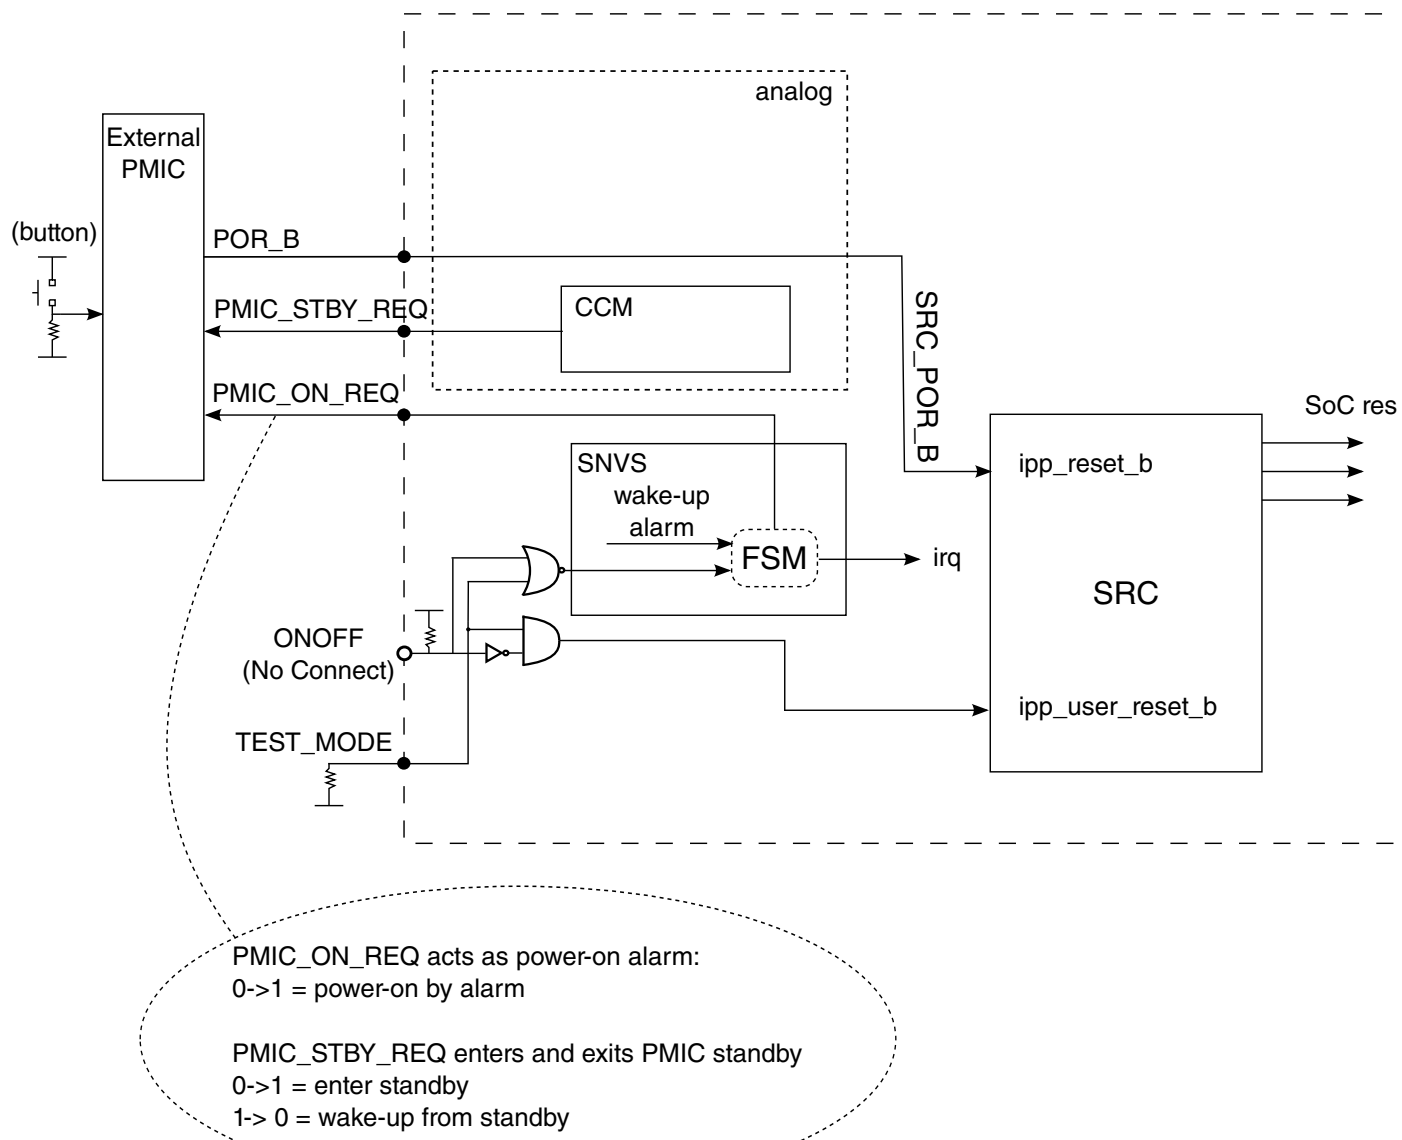 analog
External
PMIC
(button)
POR_B
PMIC_STBY_REQ
CCM
SRC_POR_B
PMIC_ON_REQ
SoC res
SNVS
ipp_reset_b
wake-up
alarm
FSM
irq
SRC
ONOFF
(No Connect)
ipp_user_reset_b
TEST_MODE
PMIC_ON_REQ acts as power-on alarm:
0->1 = power-on by alarm
PMIC_STBY_REQ enters and exits PMIC standby
0->1 = enter standby
1-> 0 = wake-up from standby